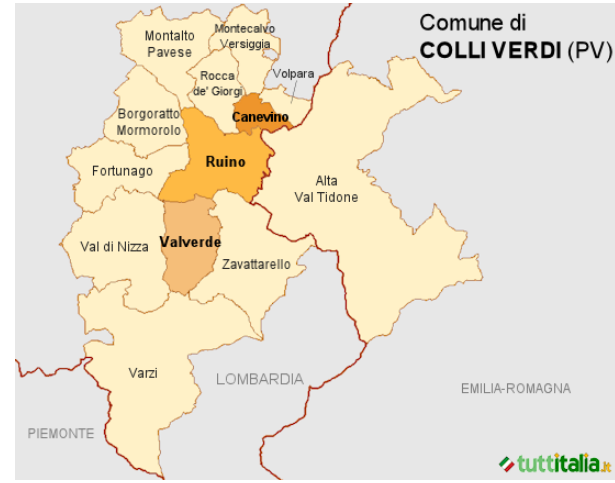 Comune di
COLLI VERDI (PV)
Montalto
Pavese
Montecalvo
Versiggia
Rocca
de' Giorgi
Volpara
Borgoratto
Mormorolo
Canevino
Fortunago
Ruino
Alta
Val Tidone
Val di Nizza
Valverde
Zavattarello
Varzi
LOMBARDIA
EMILIA-ROMAGNA
PIEMONTE
tuttitalia.it